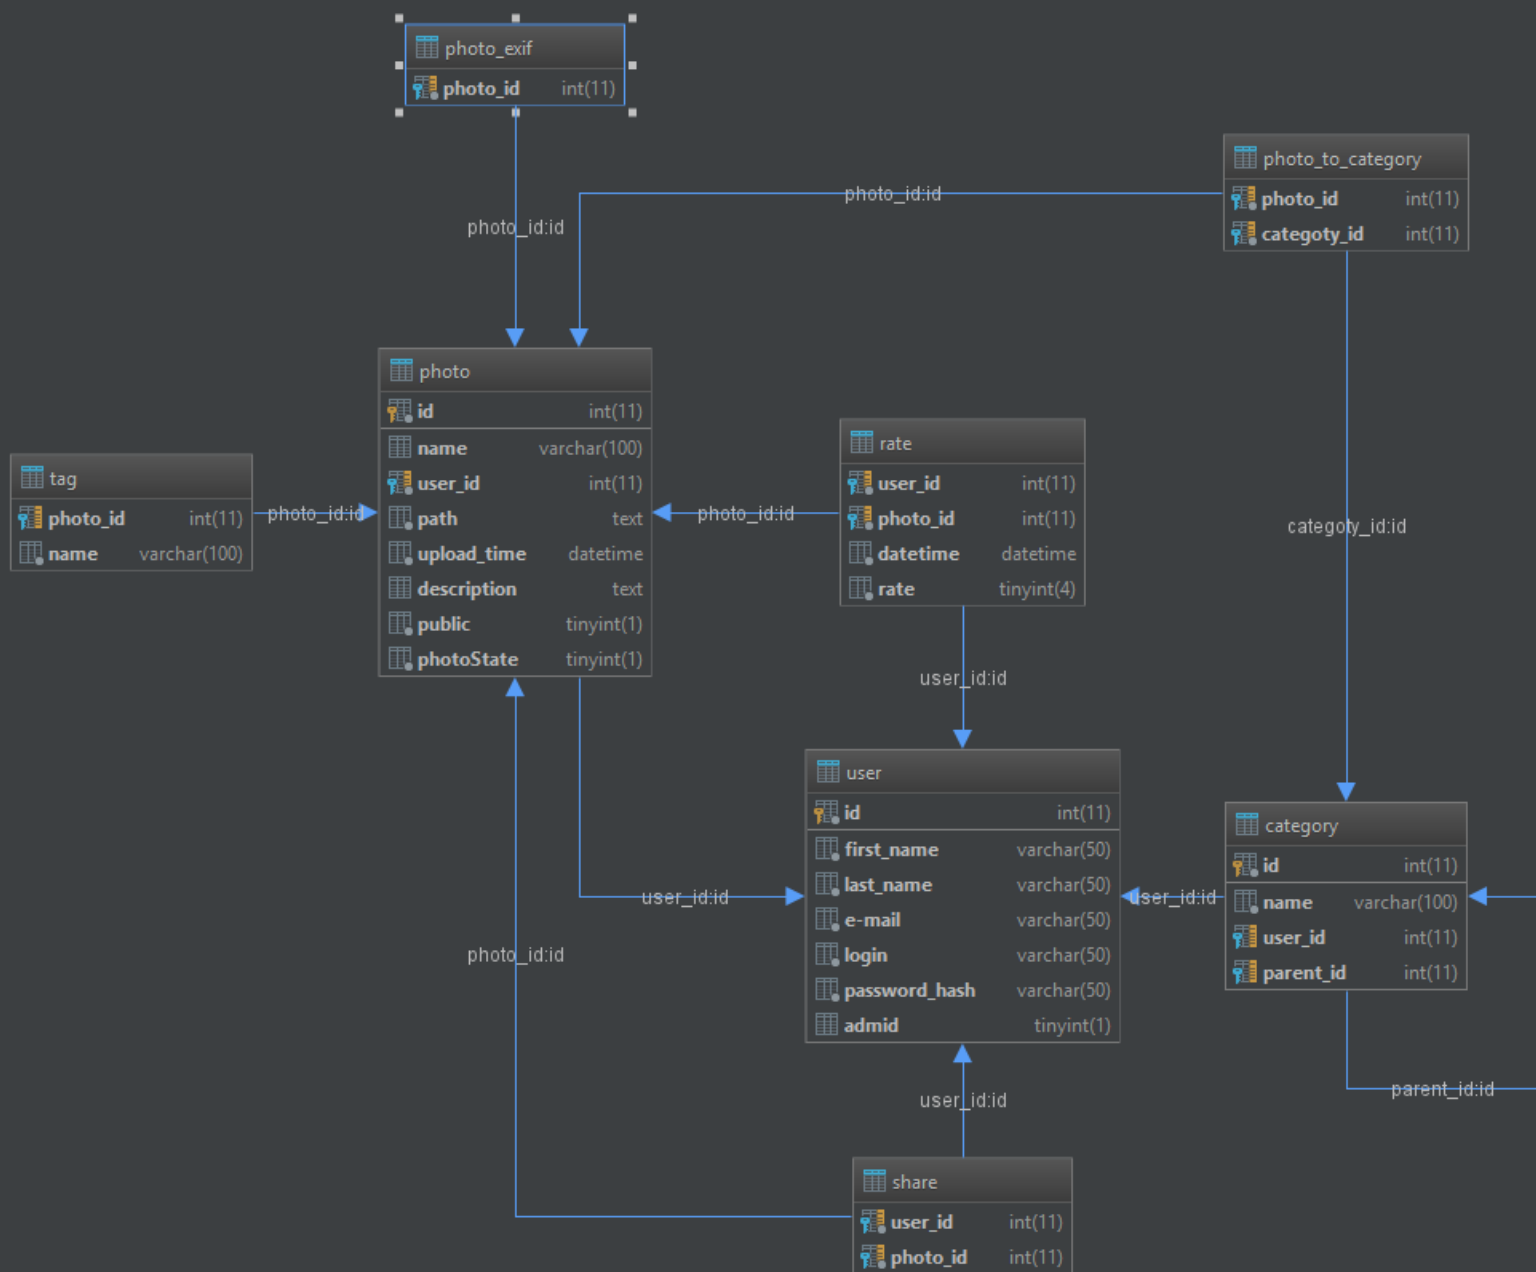 photo_exif
photo_id int(11)
photo_to_category
photo_id int(11)
categoty_id int(11)
photo_id:id
photo_id:id
photo
id int(11)
name varchar(100)
user_id int(11)
path text
upload_time datetime
description text
public tinyint(1)
photoState tinyint(1)
rate
user_id int(11)
photo_id int(11)
datetime datetime
rate tinyint(4)
tag
photo_id int(11)
name varchar(100)
photo_id:id
photo_id:id
categoty_id:id
user_id:id
user
id int(11)
first_name varchar(50)
last_name varchar(50)
e-mail varchar(50)
login varchar(50)
password_hash varchar(50)
admid tinyint(1)
category
id int(11)
name varchar(100)
user_id int(11)
parent_id int(11)
user_id:id
user_id:id
photo_id:id
parent_id:id
user_id:id
share
user_id int(11)
photo_id int(11)